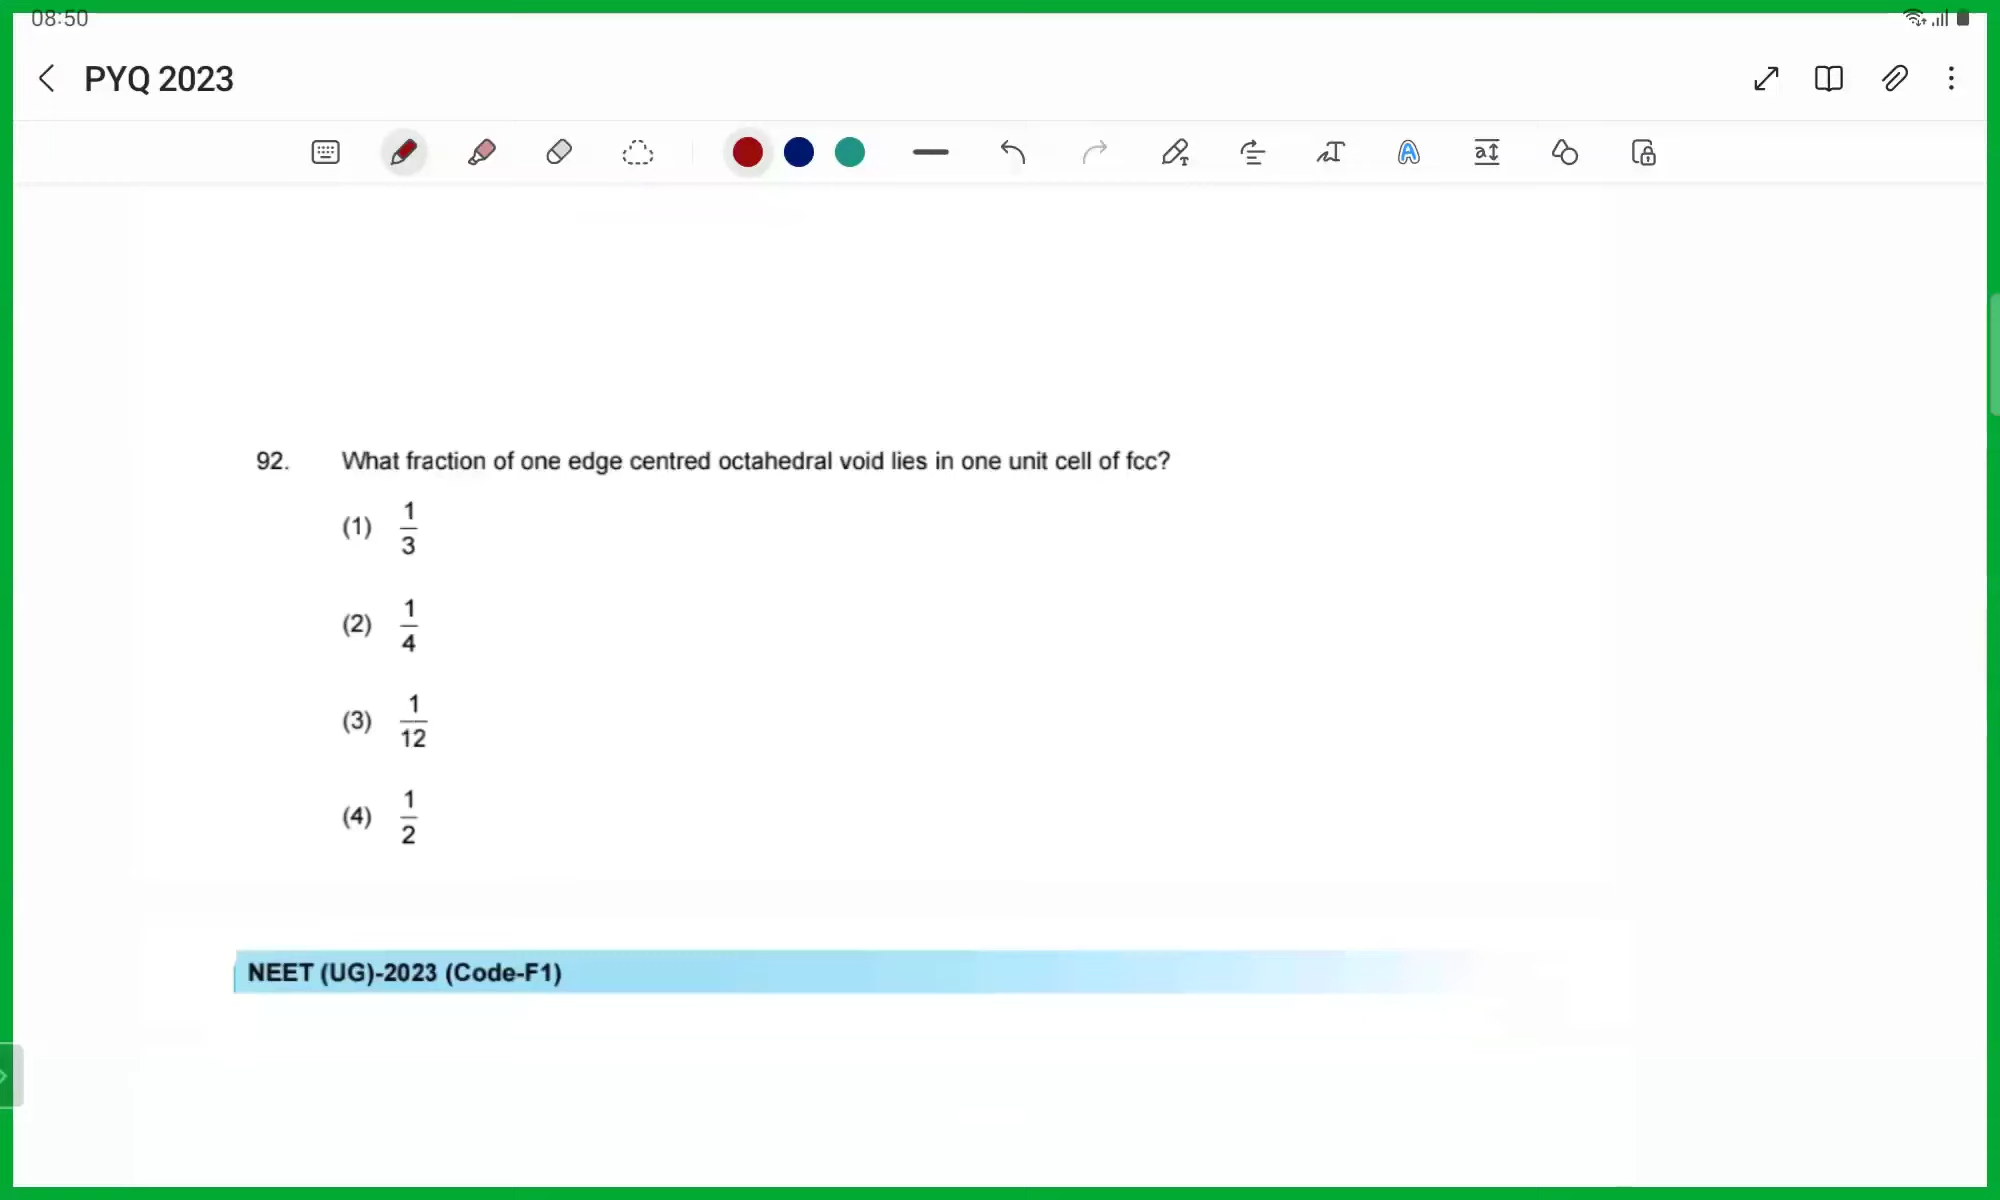 08:50
PYQ 2023
92. What fraction of one edge centred octahedral void lies in one unit cell of fcc?
(1) 1/3
(2) 1/4
(3) 1/12
(4) 1/2
NEET (UG)-2023 (Code-F1)